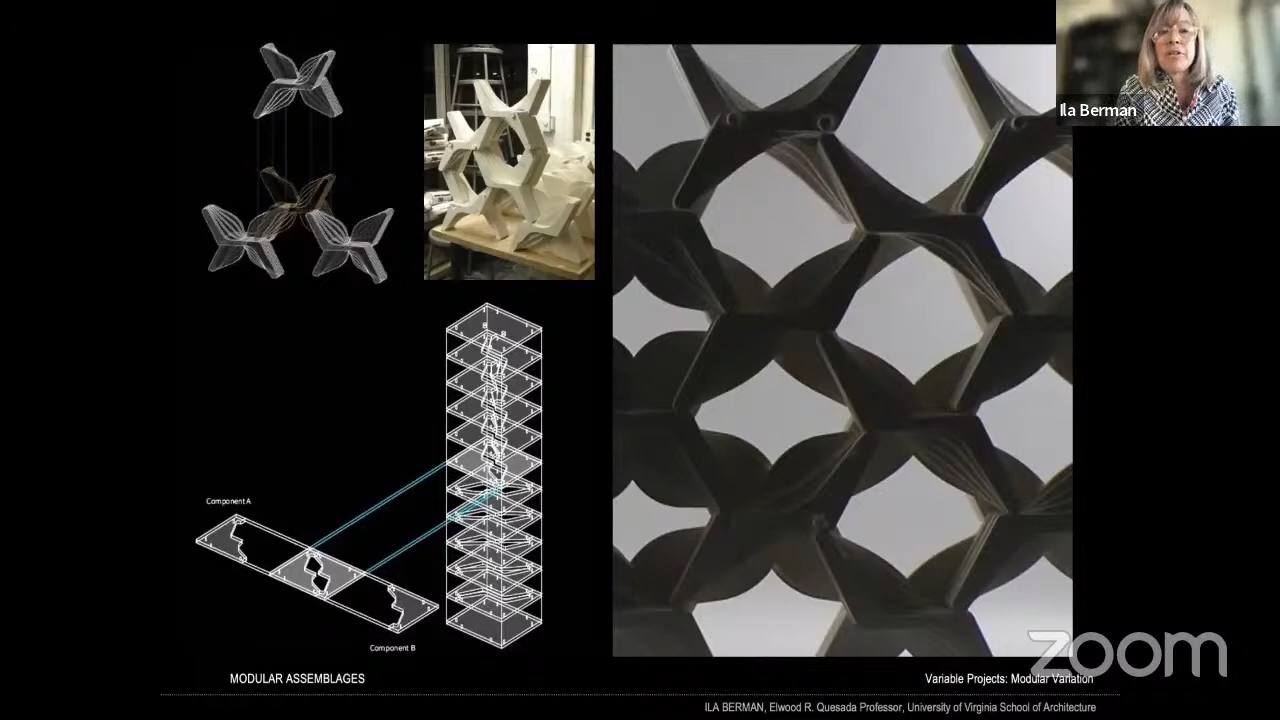 Ila Berman
Component A
Component B
zoom
MODULAR ASSEMBLAGES
Variable Projects: Modular Variation
ILA BERMAN, Elwood R. Quesada Professor, University of Virginia School of Architecture